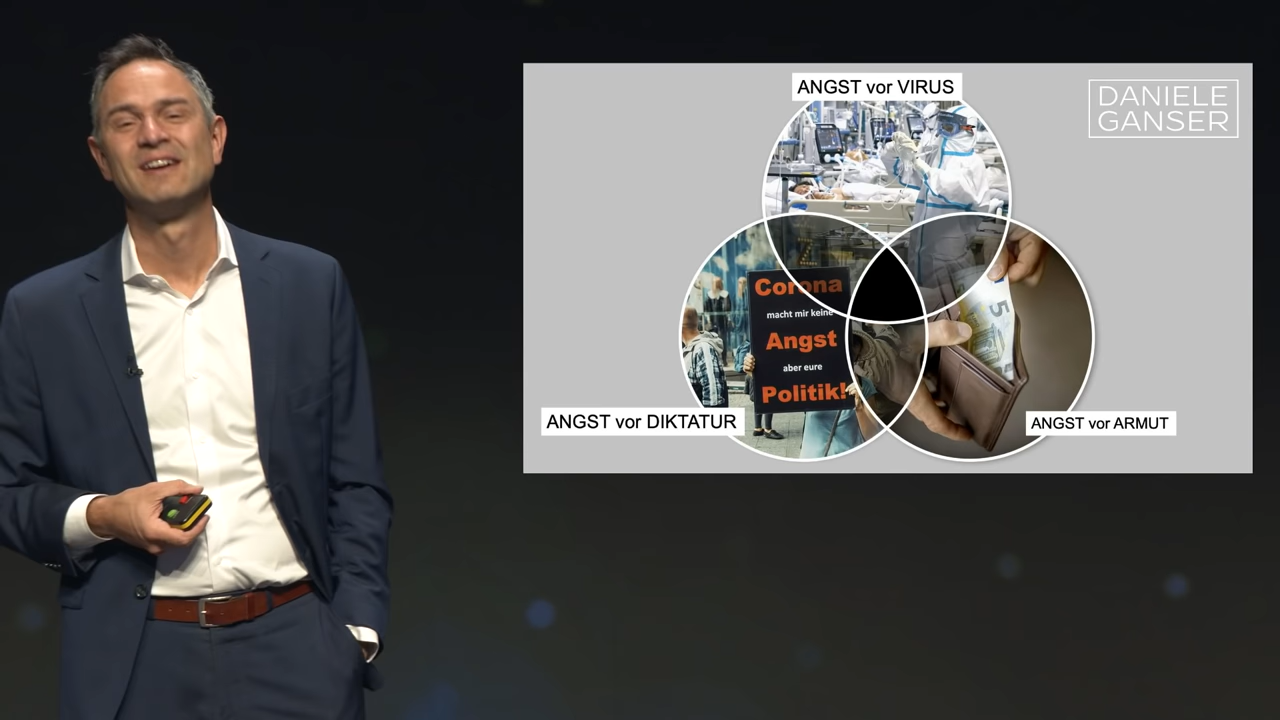 ANGST vor VIRUS
DANIELE
GANSER
Corona
macht mir keine
Angst
aber eure
Politik!
5
ANGST vor DIKTATUR
ANGST vor ARMUT